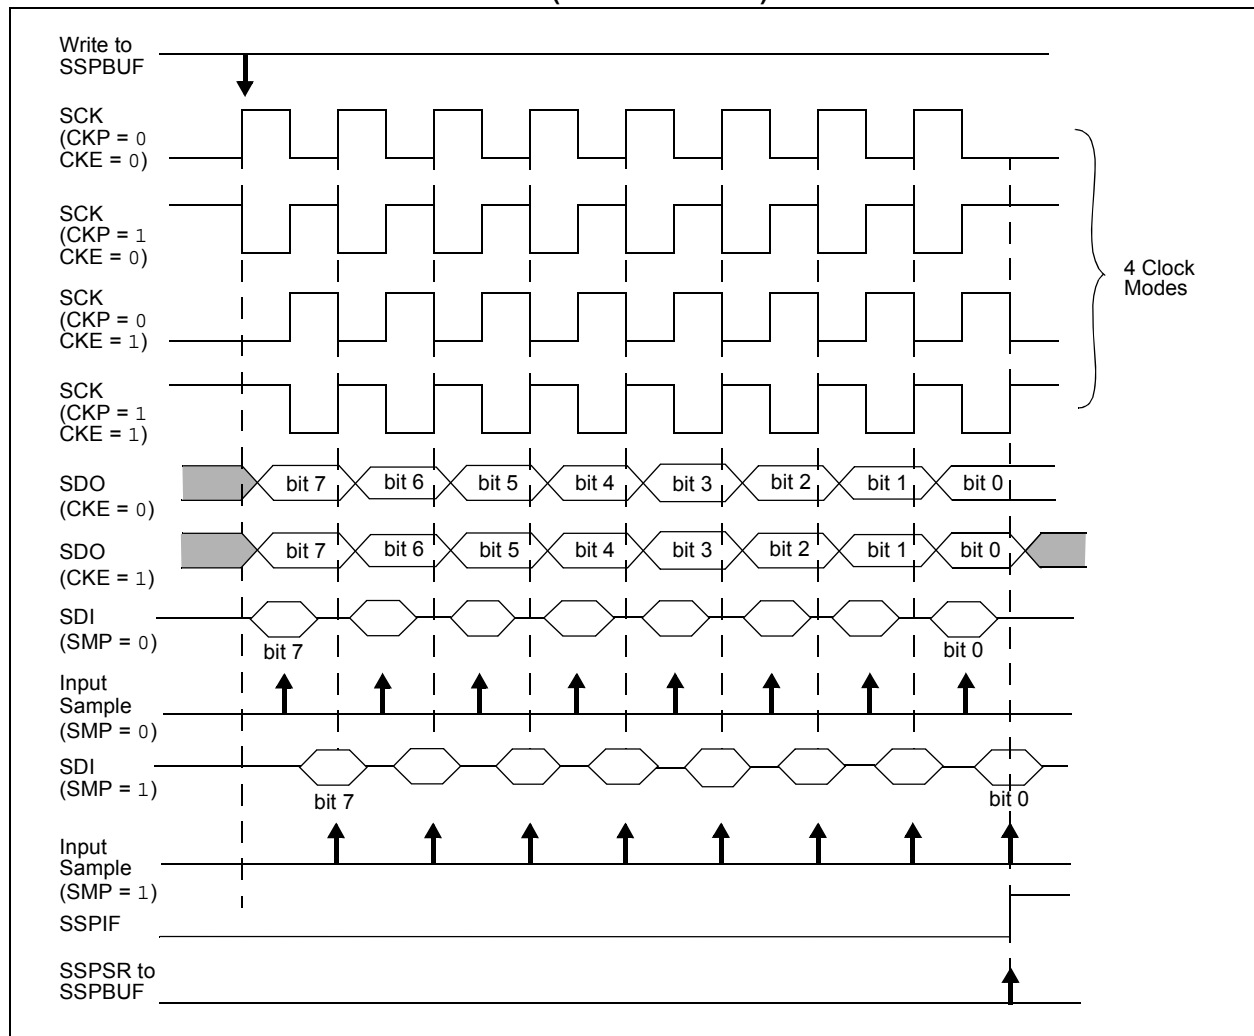 Write to
SSPBUF
SCK
(CKP = 0
CKE = 0)
SCK
(CKP = 1
CKE = 0)
4 Clock
Modes
SCK
(CKP = 0
CKE = 1)
SCK
(CKP = 1
CKE = 1)
SDO
(CKE = 0)
bit 7 bit 6 bit 5 bit 4 bit 3 bit 2 bit 1 bit 0
SDO
(CKE = 1)
bit 7 bit 6 bit 5 bit 4 bit 3 bit 2 bit 1 bit 0
SDI
(SMP = 0)
bit 7 bit 0
Input
Sample
(SMP = 0)
SDI
(SMP = 1)
bit 7 bit 0
Input
Sample
(SMP = 1)
SSPIF
SSPSR to
SSPBUF